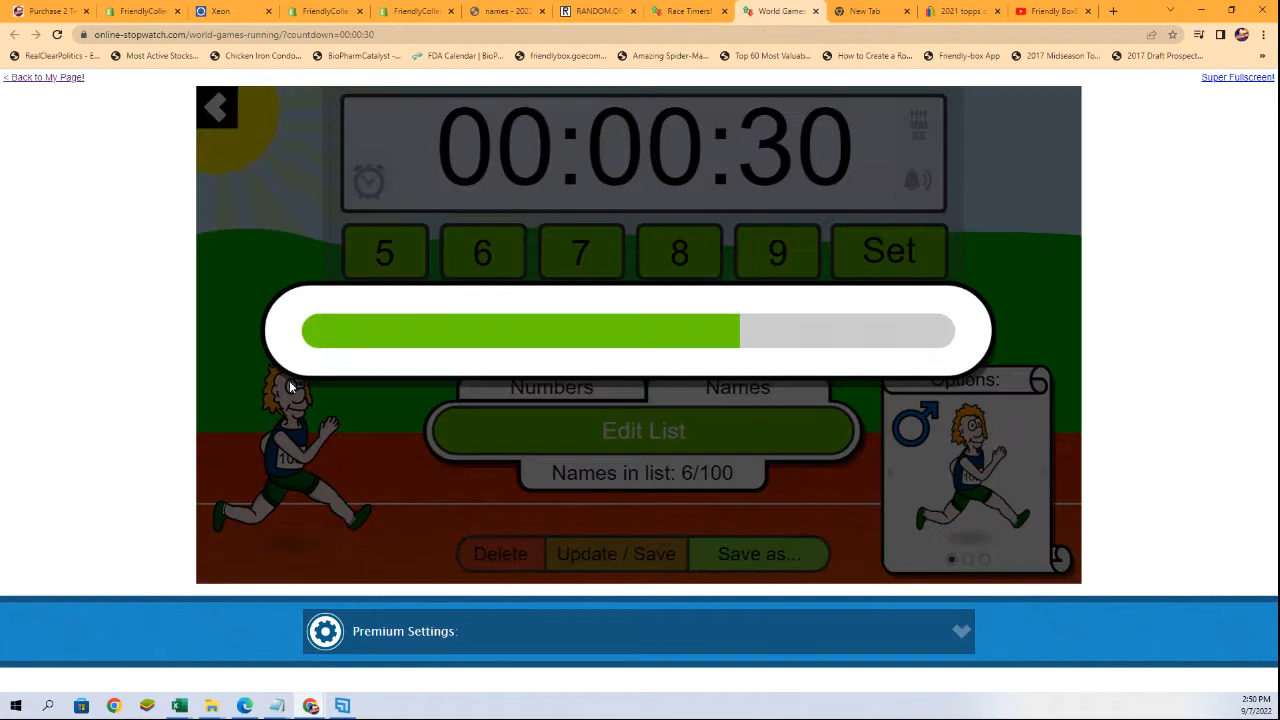 Purchase 2 T
FriendlyColle
Xeon
FriendlyColle
FriendlyColle
names - 202
RANDOM.OR
Race Timers!
World Games
New Tab
2021 topps c
Friendly Box
online-stopwatch.com/world-games-running/?countdown=00:00:30
RealClearPolitics - E...
Most Active Stocks...
Chicken Iron Condo...
BioPharmCatalyst -...
FDA Calendar | BioP...
friendlybox.goecom...
Amazing Spider-Ma...
Top 60 Most Valuab...
How to Create a Ro...
Friendly-box App
2017 Midseason To...
2017 Draft Prospect...
< Back to My Page!
Super Fullscreen!
00:00:30
HH
MM
SS
5
6
7
8
9
Set
Numbers
Names
Options:
Edit List
Names in list: 6/100
Delete
Update / Save
Save as...
Premium Settings:
2:50 PM
9/7/2022